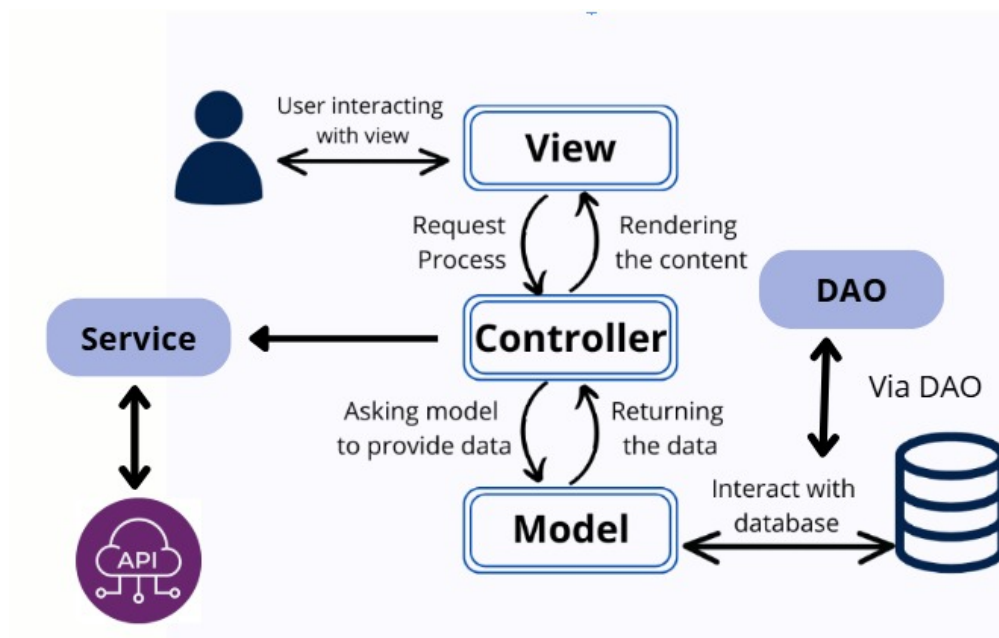 User interacting
with view
View
Request
Process
Rendering
the content
DAO
Service
Controller
Via DAO
Asking model
to provide data
Returning
the data
Interact with
database
Model
API